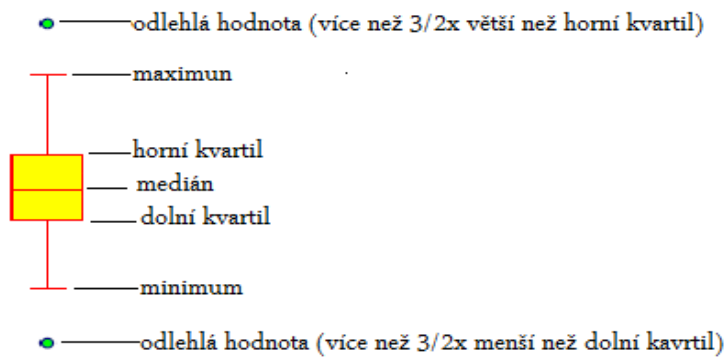 odlehlá hodnota (více než 3/2x větší než horní kvartil)
maximun
horní kvartil
medián
dolní kvartil
minimum
odlehlá hodnota (více než 3/2x menší než dolní kavrtil)